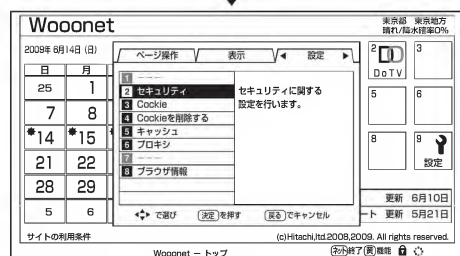 Wooonet
東京都 東京地方
晴れ/降水確率0%
2009年 6月14日 (日)
ページ操作 表示 ◀ 設定 ▶
日 月
25 1
7 8
*14 *15
21 22
28 29
5 6
1 ----
2 セキュリティ
3 Cockie
4 Cockieを削除する
5 キャッシュ
6 プロキシ
7 ----
8 ブラウザ情報
セキュリティに関する
設定を行います。
で選び 決定を押す 戻るでキャンセル
2 DoTV
3
5
6
8
9 設定
更新 6月10日
ート 更新 5月21日
サイトの利用条件
(c)Hitachi,ltd.2008,2009. All rights reserved.
Wooonet ー トップ
ネット終了 黄機能